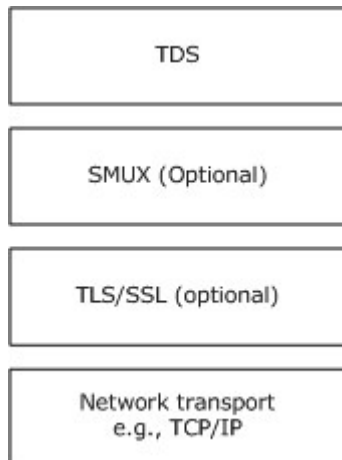 TDS
SMUX (Optional)
TLS/SSL (optional)
Network transport
e.g., TCP/IP